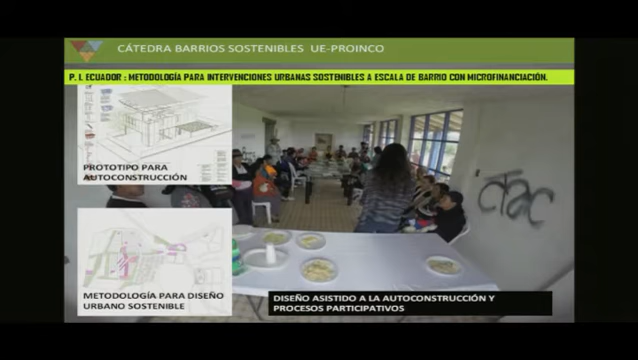 CÁTEDRA BARRIOS SOSTENIBLES UE-PROINCO
P. I. ECUADOR : METODOLOGÍA PARA INTERVENCIONES URBANAS SOSTENIBLES A ESCALA DE BARRIO CON MICROFINANCIACIÓN.
PROTOTIPO PARA
AUTOCONSTRUCCIÓN
METODOLOGÍA PARA DISEÑO
URBANO SOSTENIBLE
DISEÑO ASISTIDO A LA AUTOCONSTRUCCIÓN Y
PROCESOS PARTICIPATIVOS